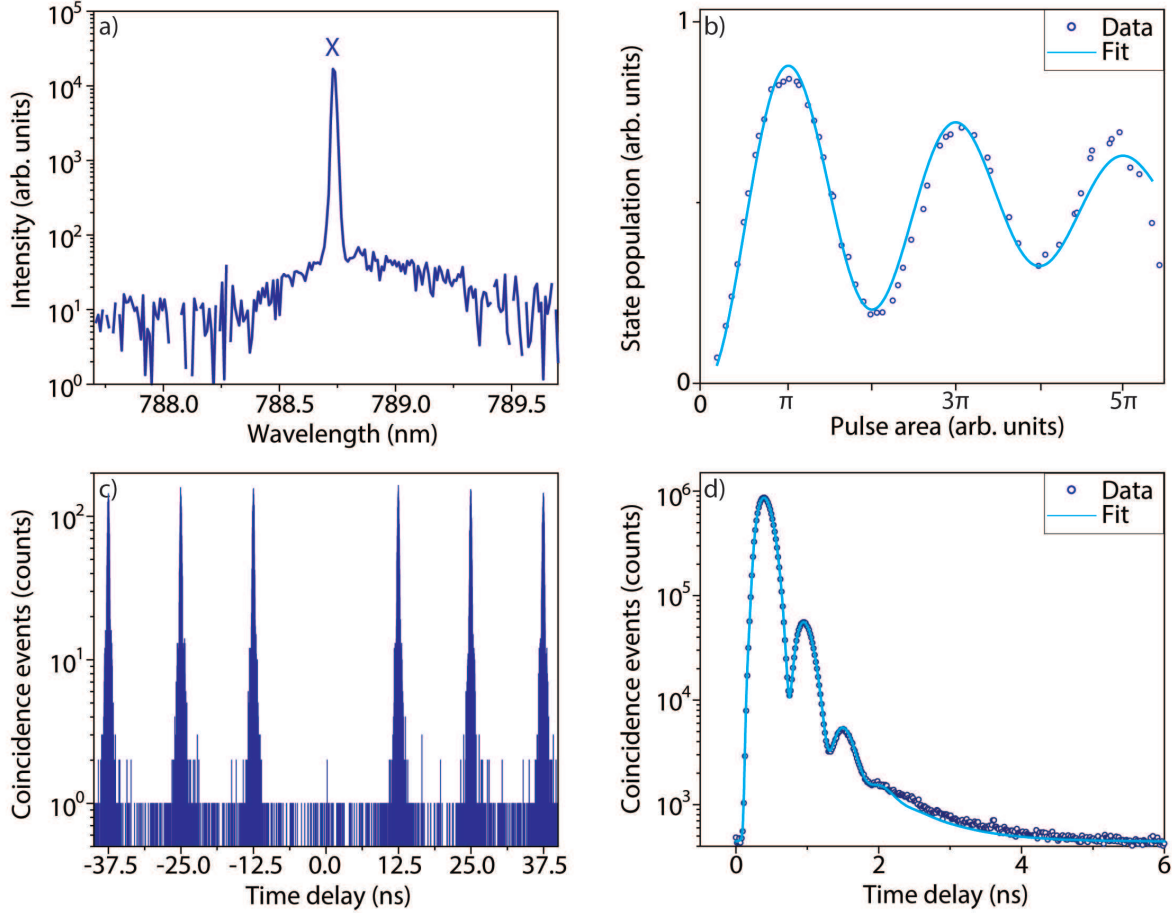 a)
X
Intensity (arb. units)
10⁵
10⁴
10³
10²
10¹
10⁰
788.0 788.5 789.0 789.5
Wavelength (nm)
b)
Data
Fit
State population (arb. units)
1
0
0 π 3π 5π
Pulse area (arb. units)
c)
Coincidence events (counts)
10²
10¹
10⁰
-37.5 -25.0 -12.5 0.0 12.5 25.0 37.5
Time delay (ns)
d)
Data
Fit
Coincidence events (counts)
10⁶
10⁵
10⁴
10³
0 2 4 6
Time delay (ns)